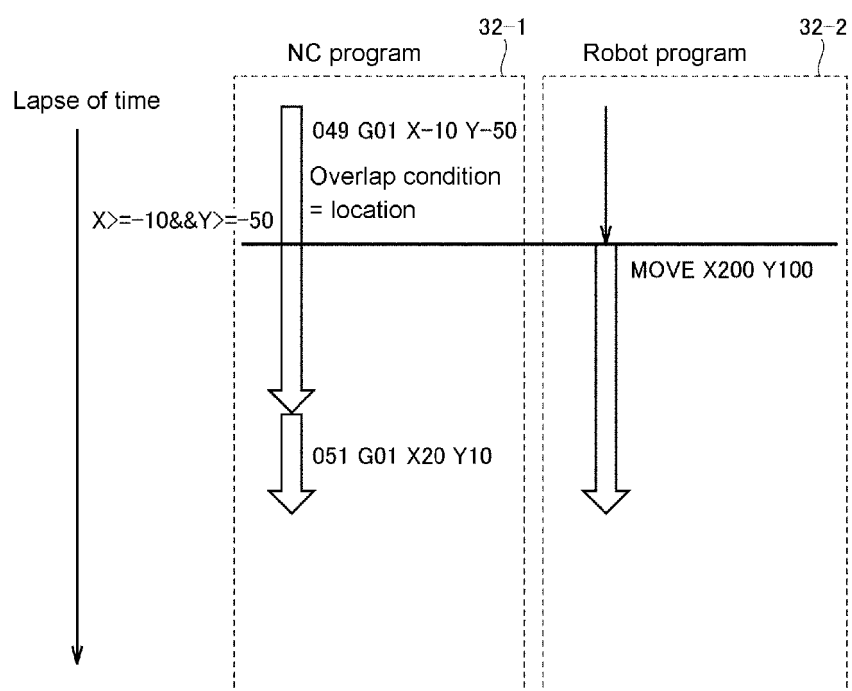 32-1
32-2
NC program
Robot program
Lapse of time
049 G01 X-10 Y-50
Overlap condition
= location
X>=-10&&Y>=-50
MOVE X200 Y100
051 G01 X20 Y10